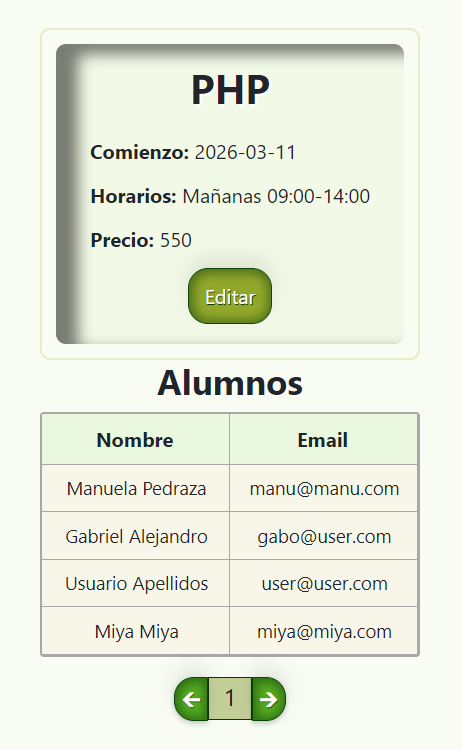 PHP
Comienzo: 2026-03-11
Horarios: Mañanas 09:00-14:00
Precio: 550
Editar
Alumnos
Nombre Email
Manuela Pedraza manu@manu.com
Gabriel Alejandro gabo@user.com
Usuario Apellidos user@user.com
Miya Miya miya@miya.com
← 1 →